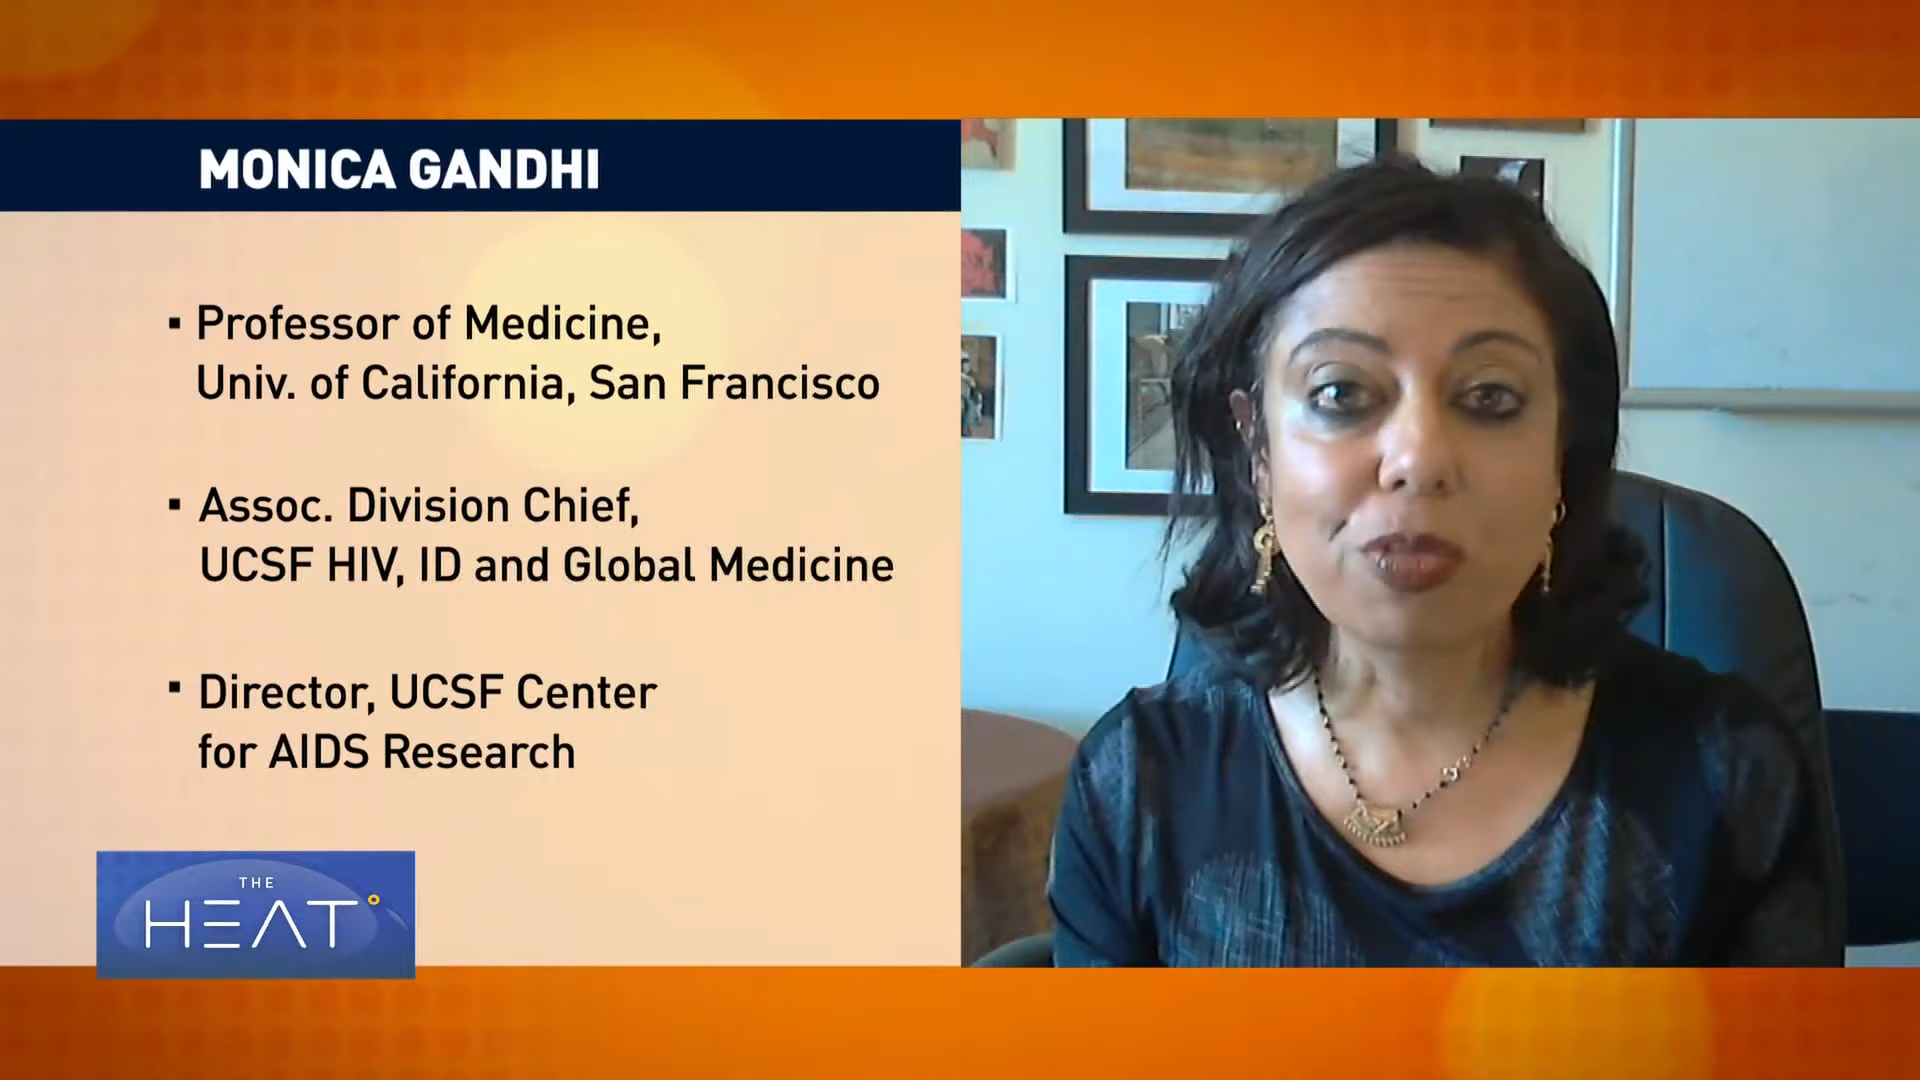 MONICA GANDHI
▪ Professor of Medicine,
Univ. of California, San Francisco
▪ Assoc. Division Chief,
UCSF HIV, ID and Global Medicine
▪ Director, UCSF Center
for AIDS Research
THE
HEAT°